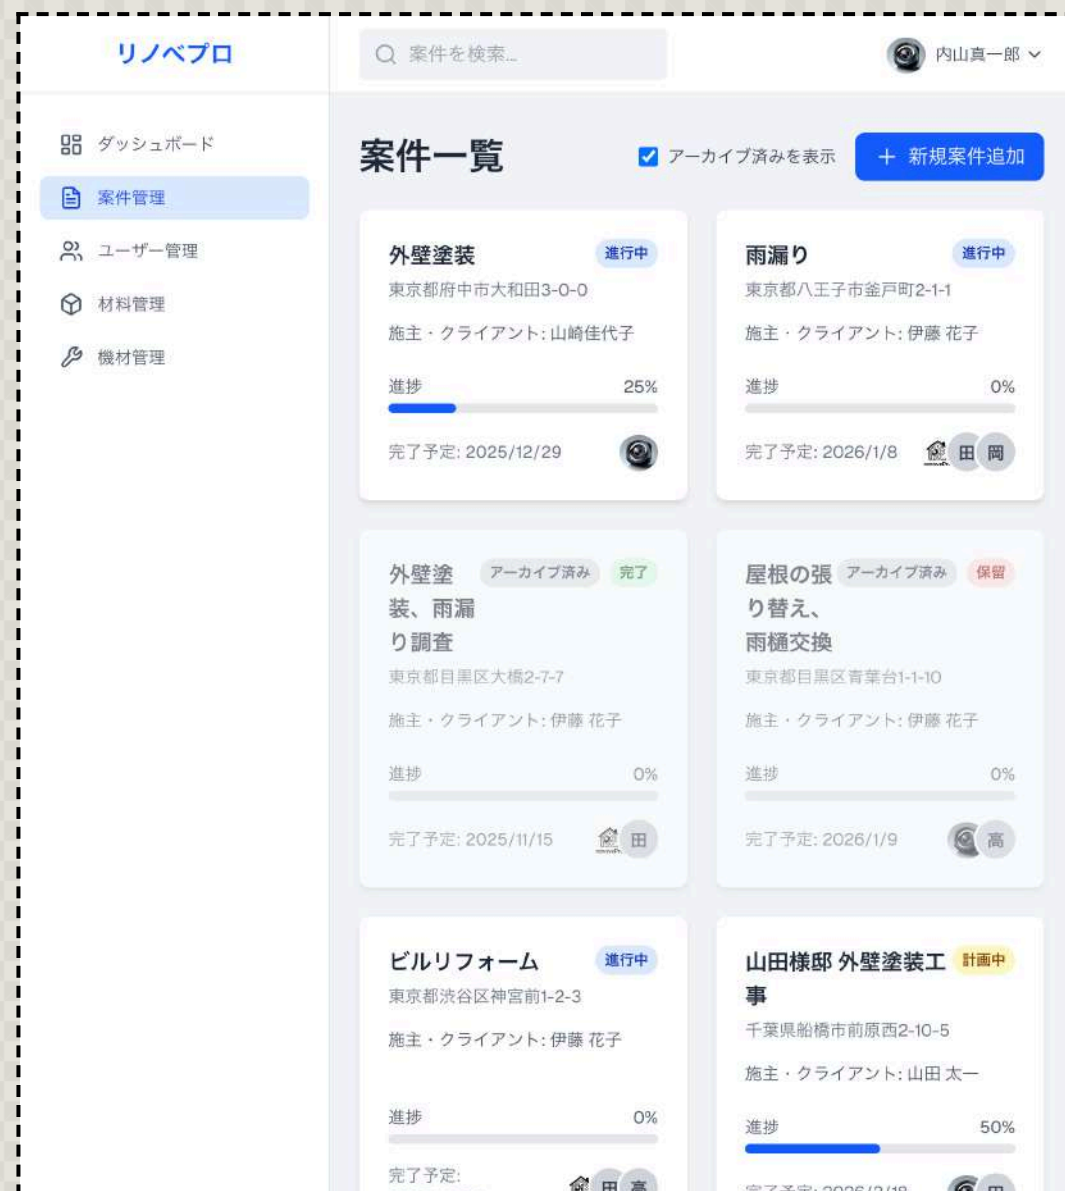 リノベプロ
案件を検索...
内山真一郎
ダッシュボード
案件管理
ユーザー管理
材料管理
機材管理
案件一覧
アーカイブ済みを表示
+ 新規案件追加
外壁塗装
進行中
東京都府中市大和田3-0-0
施主・クライアント: 山崎佳代子
進捗
25%
完了予定: 2025/12/29
雨漏り
進行中
東京都八王子市釜戸町2-1-1
施主・クライアント: 伊藤 花子
進捗
0%
完了予定: 2026/1/8
田
岡
外壁塗
装、雨漏
り調査
アーカイブ済み
完了
東京都目黒区大橋2-7-7
施主・クライアント: 伊藤 花子
進捗
0%
完了予定: 2025/11/15
田
屋根の張
り替え、
雨樋交換
アーカイブ済み
保留
東京都目黒区青葉台1-1-10
施主・クライアント: 伊藤 花子
進捗
0%
完了予定: 2026/1/9
高
ビルリフォーム
進行中
東京都渋谷区神宮前1-2-3
施主・クライアント: 伊藤 花子
進捗
0%
完了予定:
田
高
山田様邸 外壁塗装工
事
計画中
千葉県船橋市前原西2-10-5
施主・クライアント: 山田 太一
進捗
50%